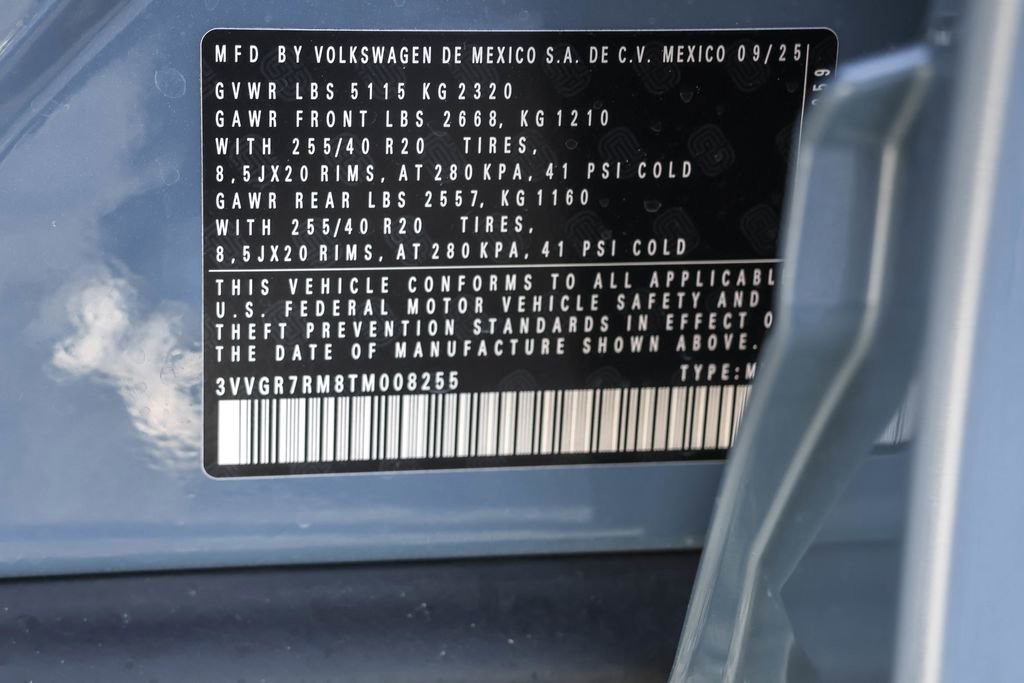 MFD BY VOLKSWAGEN DE MEXICO S.A. DE C.V. MEXICO 09/25
GVWR LBS 5115 KG 2320
GAWR FRONT LBS 2668, KG 1210
WITH 255/40 R20 TIRES,
8,5JX20 RIMS, AT 280 KPA, 41 PSI COLD
GAWR REAR LBS 2557, KG 1160
WITH 255/40 R20 TIRES,
8,5JX20 RIMS, AT 280 KPA, 41 PSI COLD
THIS VEHICLE CONFORMS TO ALL
U.S. FEDERAL MOTOR VEHICLE SAFETY AND
THEFT PREVENTION STANDARDS IN EFFECT
THE DATE OF MANUFACTURE SHOWN ABOVE.
3VVGR7RM8TM008255 TYPE: